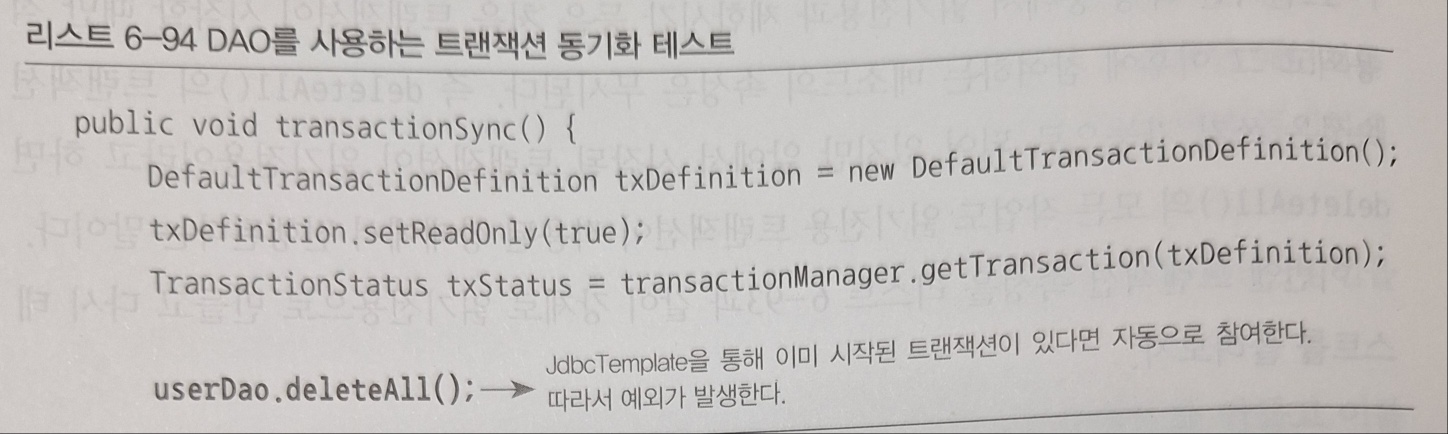 리스트 6-94 DAO를 사용하는 트랜잭션 동기화 테스트
public void transactionSync() {
DefaultTransactionDefinition txDefinition = new DefaultTransactionDefinition();
txDefinition.setReadOnly(true);
TransactionStatus txStatus = transactionManager.getTransaction(txDefinition);
JdbcTemplate을 통해 이미 시작된 트랜잭션이 있다면 자동으로 참여한다.
userDao.deleteAll();
따라서 예외가 발생한다.